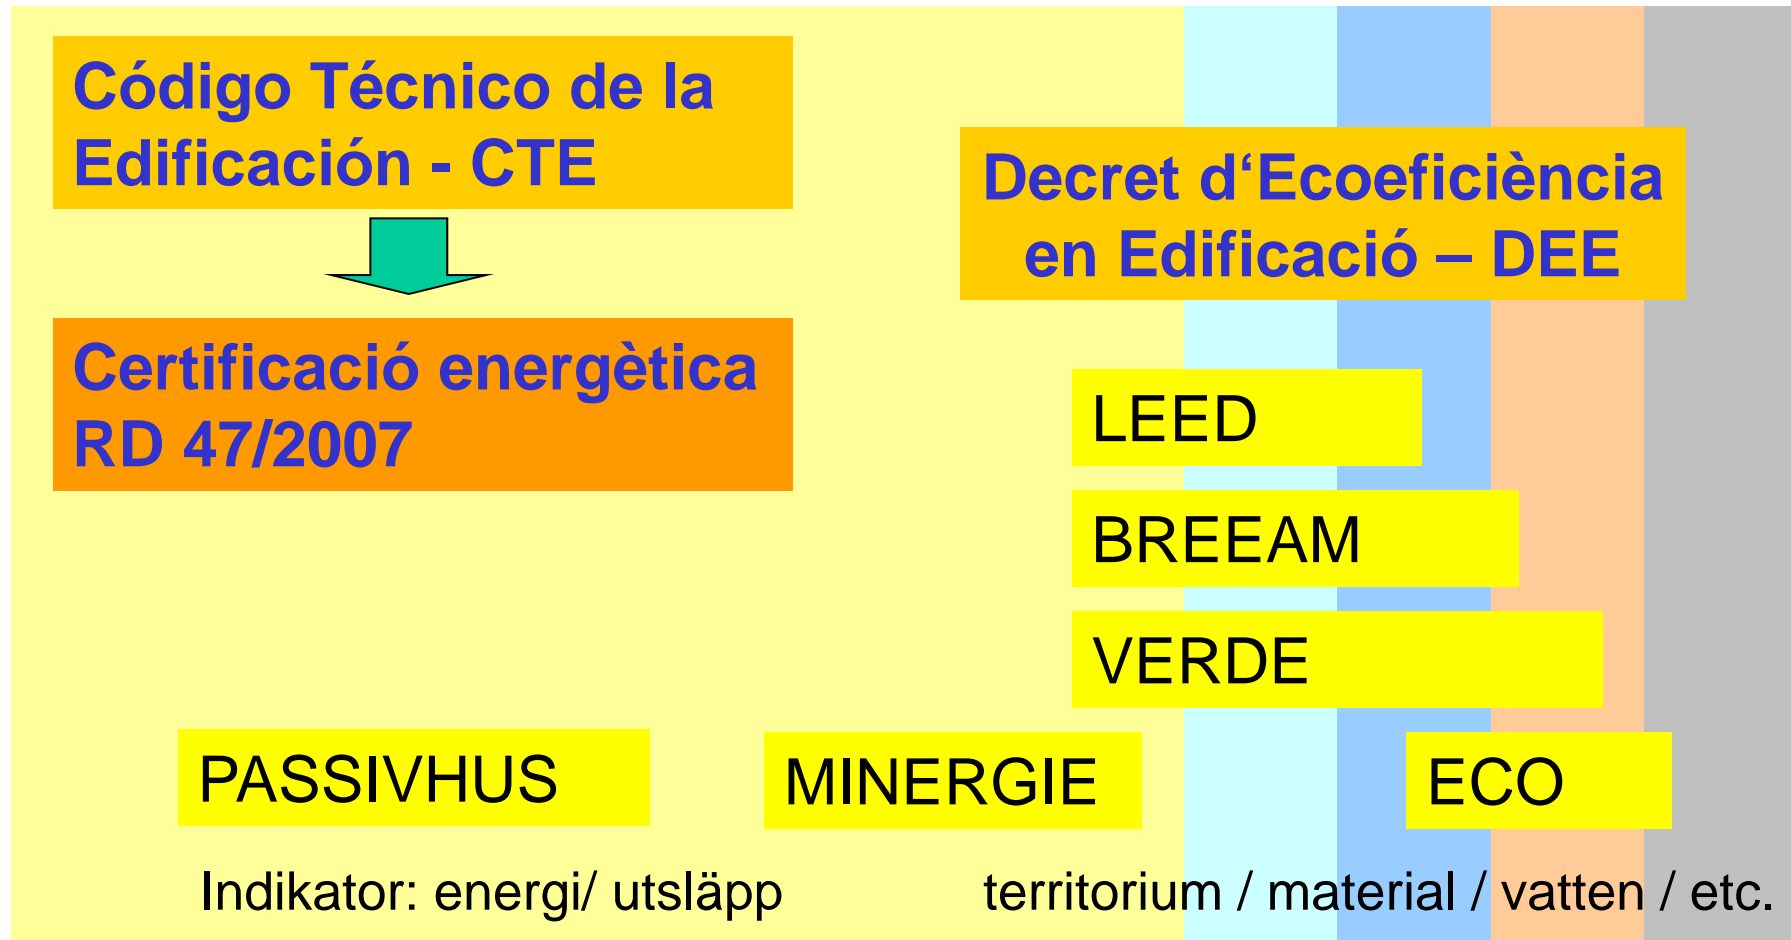 Código Técnico de la
Edificación - CTE
Decret d‘Ecoeficiència
en Edificació – DEE
Certificació energètica
RD 47/2007
LEED
BREEAM
VERDE
PASSIVHUS
MINERGIE
ECO
Indikator: energi/ utsläpp
territorium / material / vatten / etc.